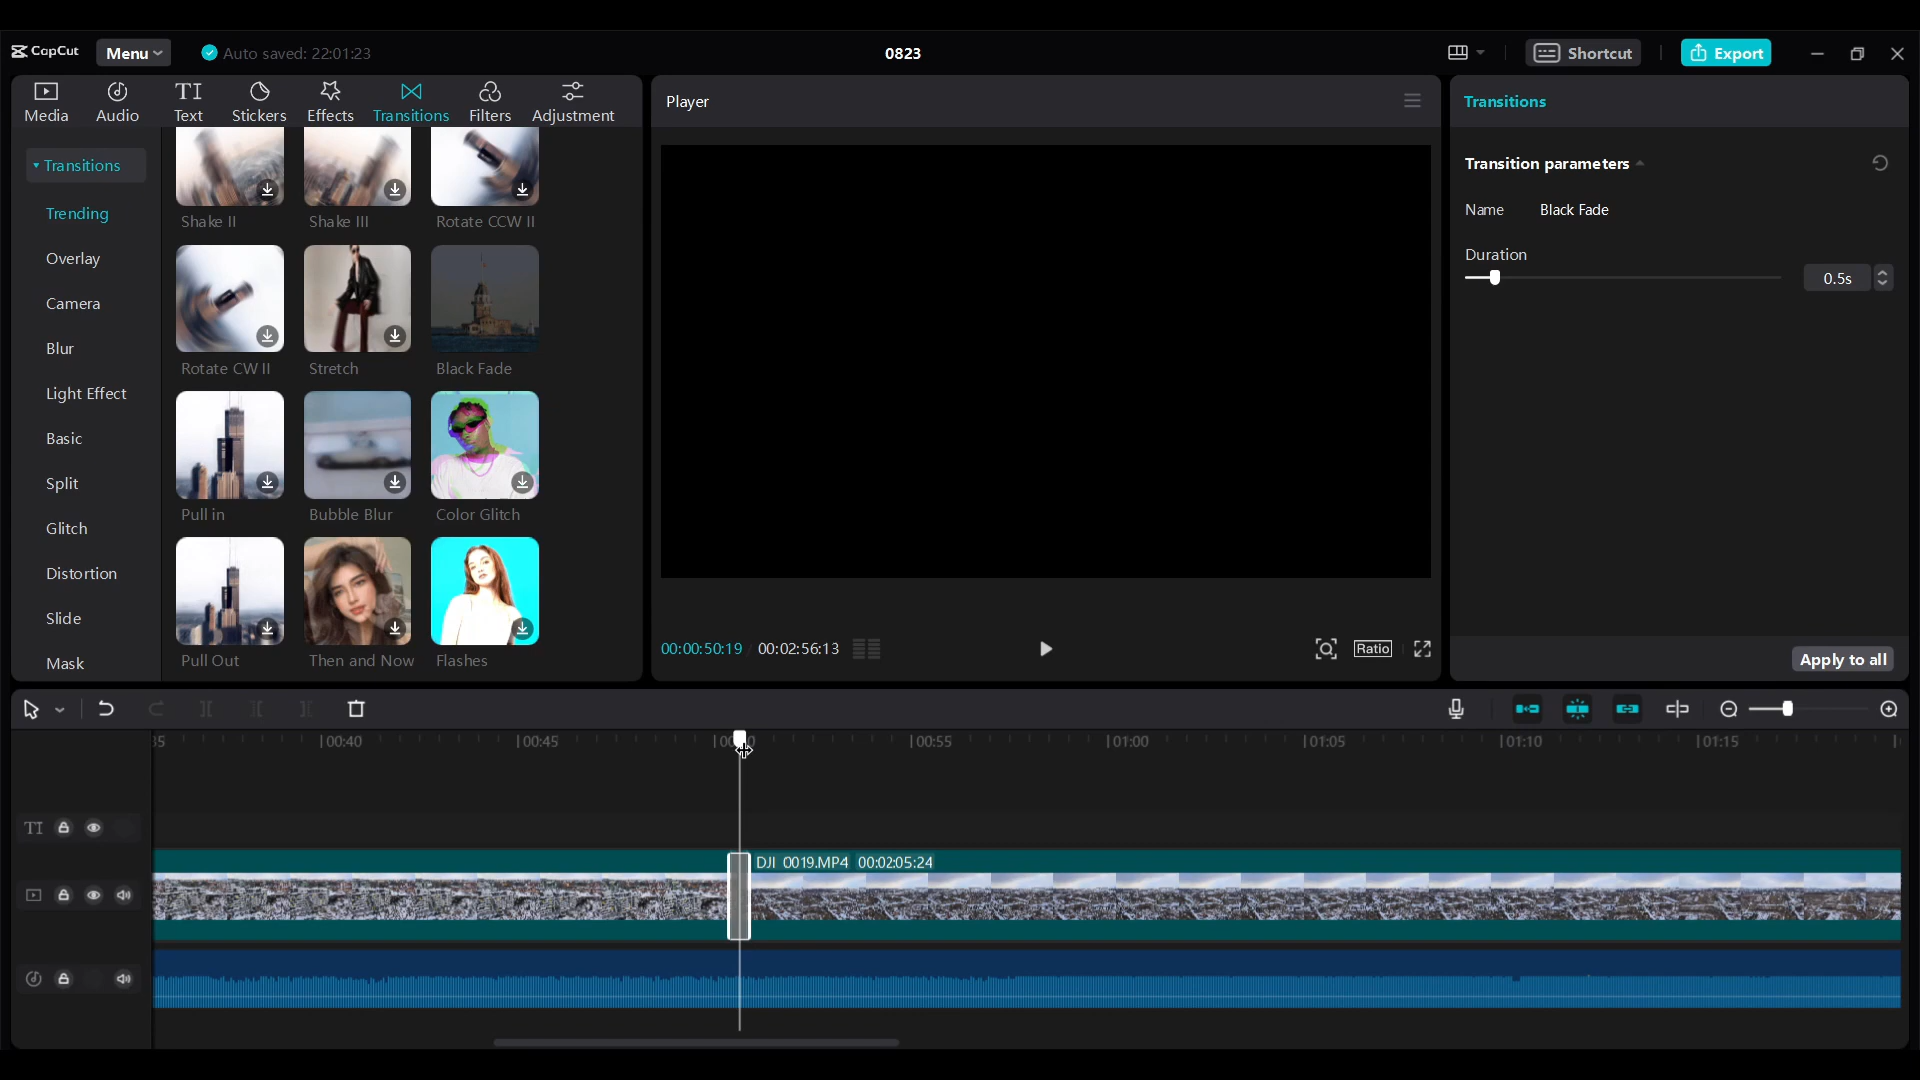 CapCut
Menu
Auto saved: 22:01:23
0823
Shortcut
Export
Media
Audio
TI
Text
Stickers
Effects
Transitions
Filters
Adjustment
Transitions
Trending
Overlay
Camera
Blur
Light Effect
Basic
Split
Glitch
Distortion
Slide
Mask
Shake II
Shake III
Rotate CCW II
Rotate CW II
Stretch
Black Fade
Pull in
Bubble Blur
Color Glitch
Pull Out
Then and Now
Flashes
Player
00:00:50:19 / 00:02:56:13
Ratio
Transitions
Transition parameters
Name Black Fade
Duration
0.5s
Apply to all
35 00:40 00:45 00:55 01:00 01:05 01:10 01:15
TI
DJI_0019.MP4 00:02:05:24